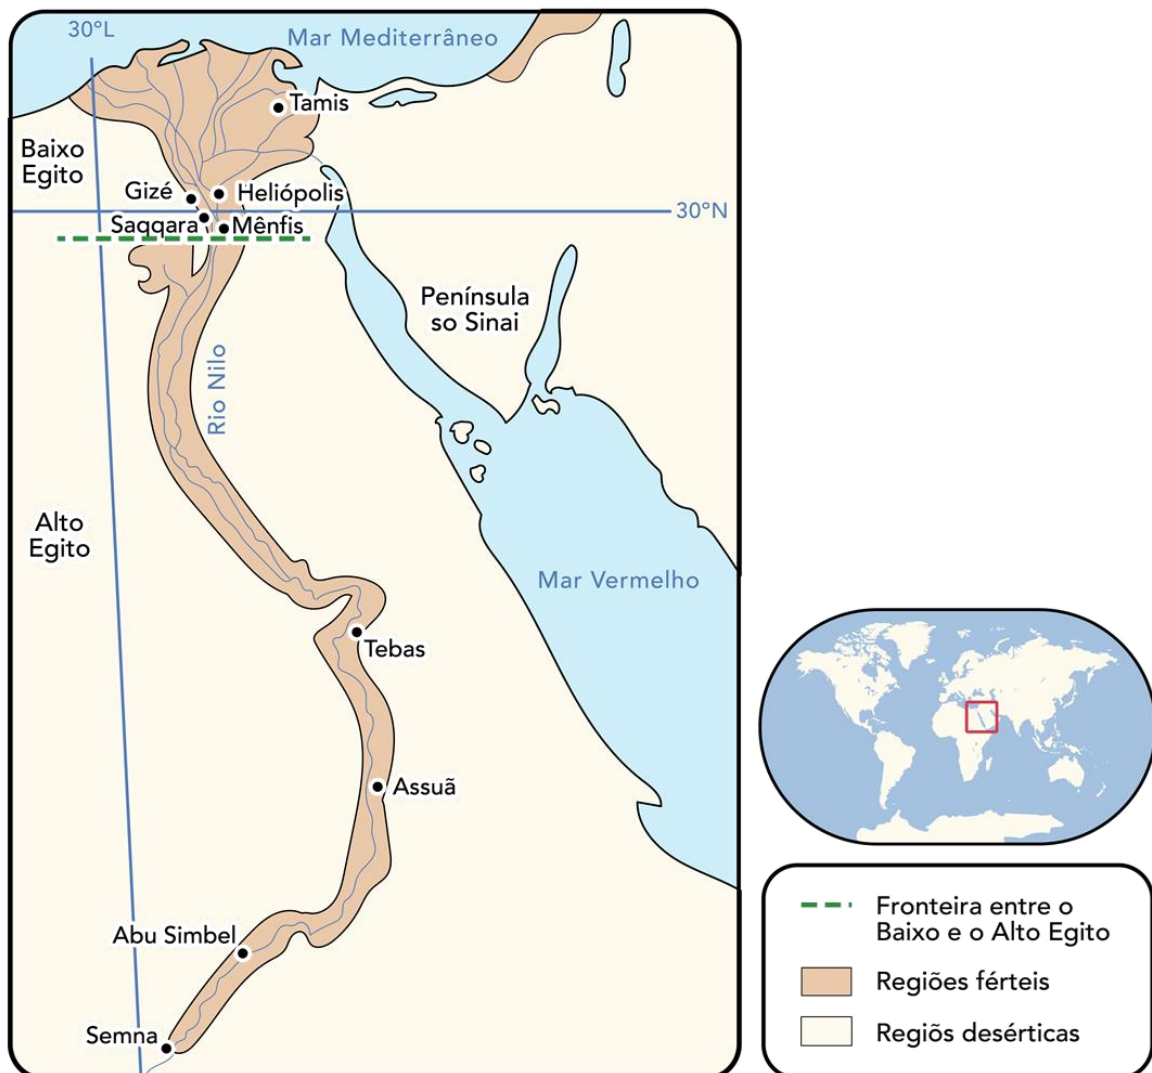 30°L
Mar Mediterrâneo
Tamis
Baixo
Egito
Gizé
Heliópolis
30°N
Saqqara
Mênfis
Península
so Sinai
Rio Nilo
Alto
Egito
Mar Vermelho
Tebas
Assuã
Abu Simbel
Semna
Fronteira entre o
Baixo e o Alto Egito
Regiões férteis
Regiõs desérticas